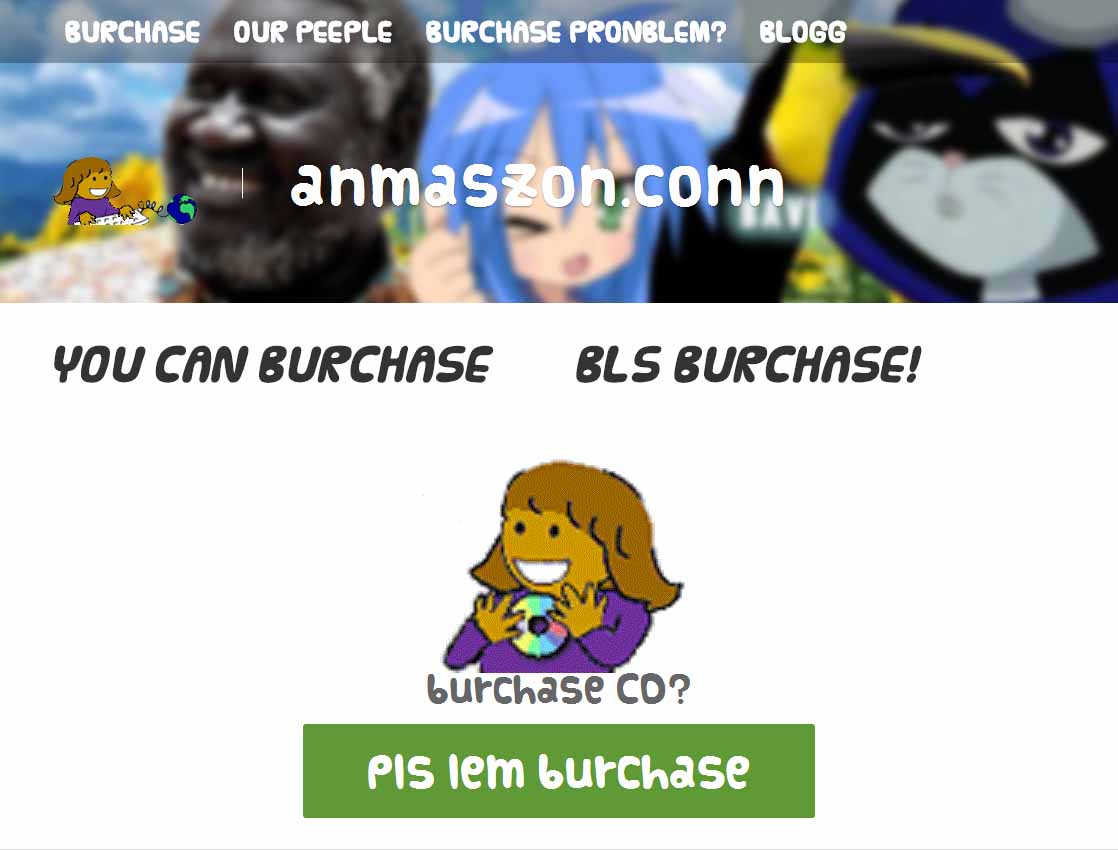 BURCHASE OUR PEEPLE BURCHASE PRONBLEM? BLOGG
anmaszon.conn
YOU CAN BURCHASE BLS BURCHASE!
burchase CD?
pls lem burchase